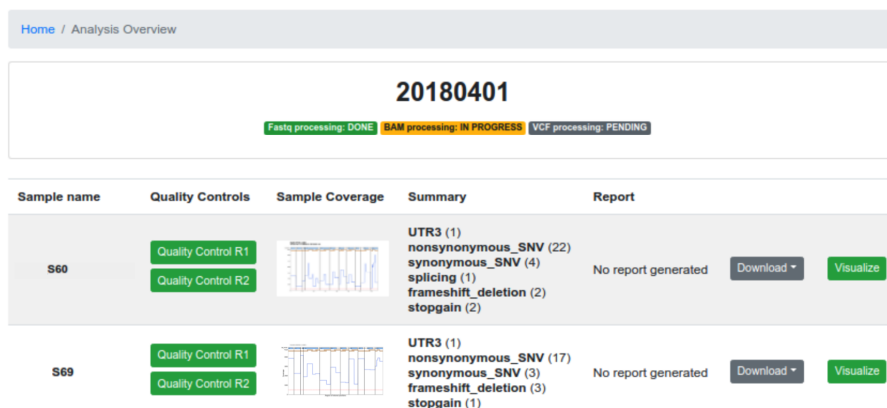 Home / Analysis Overview
20180401
Fastq processing: DONE BAM processing: IN PROGRESS VCF processing: PENDING
Sample name Quality Controls Sample Coverage Summary Report
S60
Quality Control R1
Quality Control R2
UTR3 (1)
nonsynonymous_SNV (22)
synonymous_SNV (4)
splicing (1)
frameshift_deletion (2)
stopgain (2)
No report generated
Download
Visualize
S69
Quality Control R1
Quality Control R2
UTR3 (1)
nonsynonymous_SNV (17)
synonymous_SNV (3)
frameshift_deletion (3)
stopgain (1)
No report generated
Download
Visualize